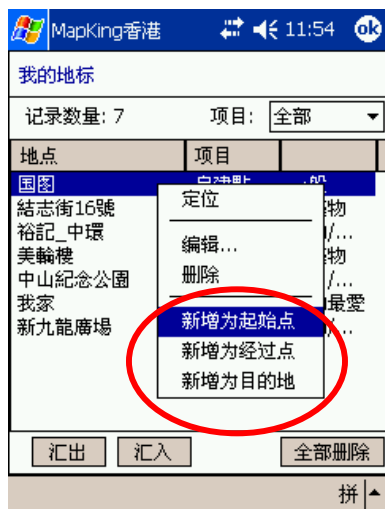 MapKing香港 11:54 ok
我的地标
记录数量: 7 项目: 全部
地点 项目
国图
結志街16號 物
裕記_中環 /...
美輪樓 物
中山紀念公園 /...
我家 最愛
新九龍廣場 /...
定位
编辑...
删除
新增为起始点
新增为经过点
新增为目的地
汇出 汇入 全部删除
拼